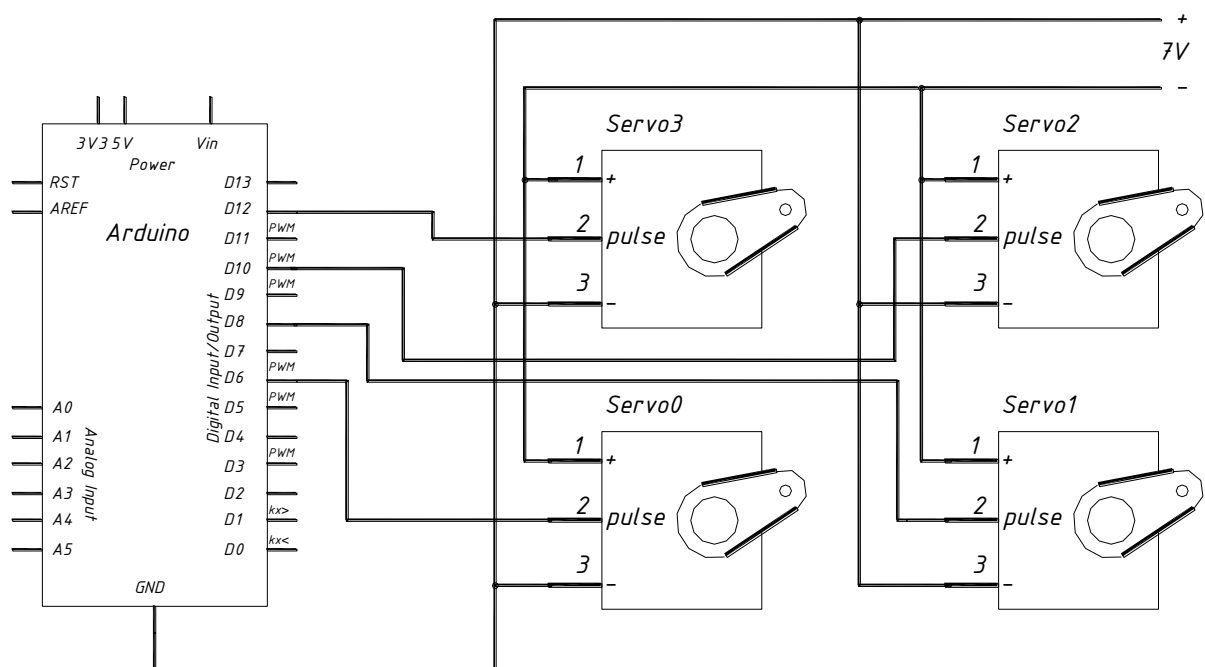 +
7V
-
Servo3
1
+
2
pulse
3
-
Servo2
1
+
2
pulse
3
-
Servo0
1
+
2
pulse
3
-
Servo1
1
+
2
pulse
3
-
3V3 5V Vin
Power
RST
AREF
Arduino
D13
D12
PWM
D11
PWM
D10
PWM
D9
D8
D7
PWM
D6
PWM
D5
D4
PWM
D3
D2
kx>
D1
kx<
D0
Digital Input/Output
A0
A1
A2
A3
A4
A5
Analog Input
GND